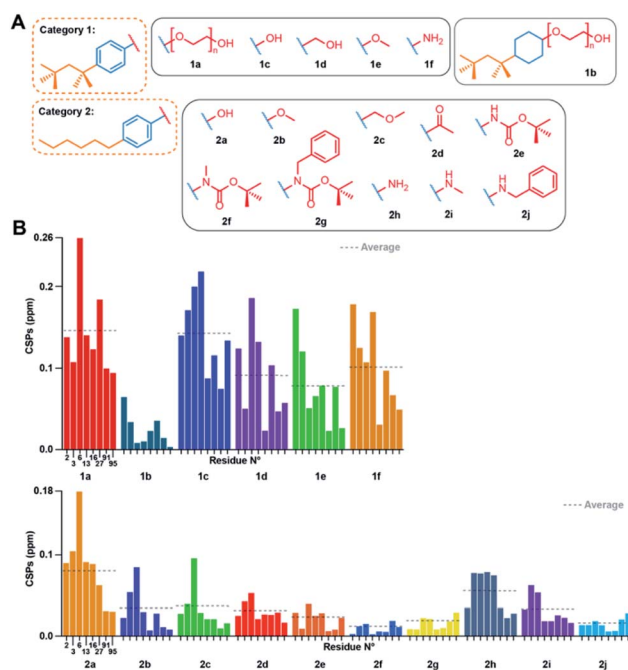 A
Category 1:
O
OH
n
1a
OH
1c
OH
1d
O
1e
NH2
1f
O
OH
n
1b
Category 2:
OH
2a
O
2b
O
2c
O
2d
H
N
O
O
2e
N
O
O
2f
N
O
O
2g
NH2
2h
H
N
2i
H
N
2j
B
0.26
0.2
0.1
0.0
CSPs (ppm)
Average
2 3 6 13 16 27 91 95
Residue Nº
1a 1b 1c 1d 1e 1f
0.18
0.1
0.0
CSPs (ppm)
Average
2 3 6 13 16 27 91 95
Residue Nº
2a 2b 2c 2d 2e 2f 2g 2h 2i 2j